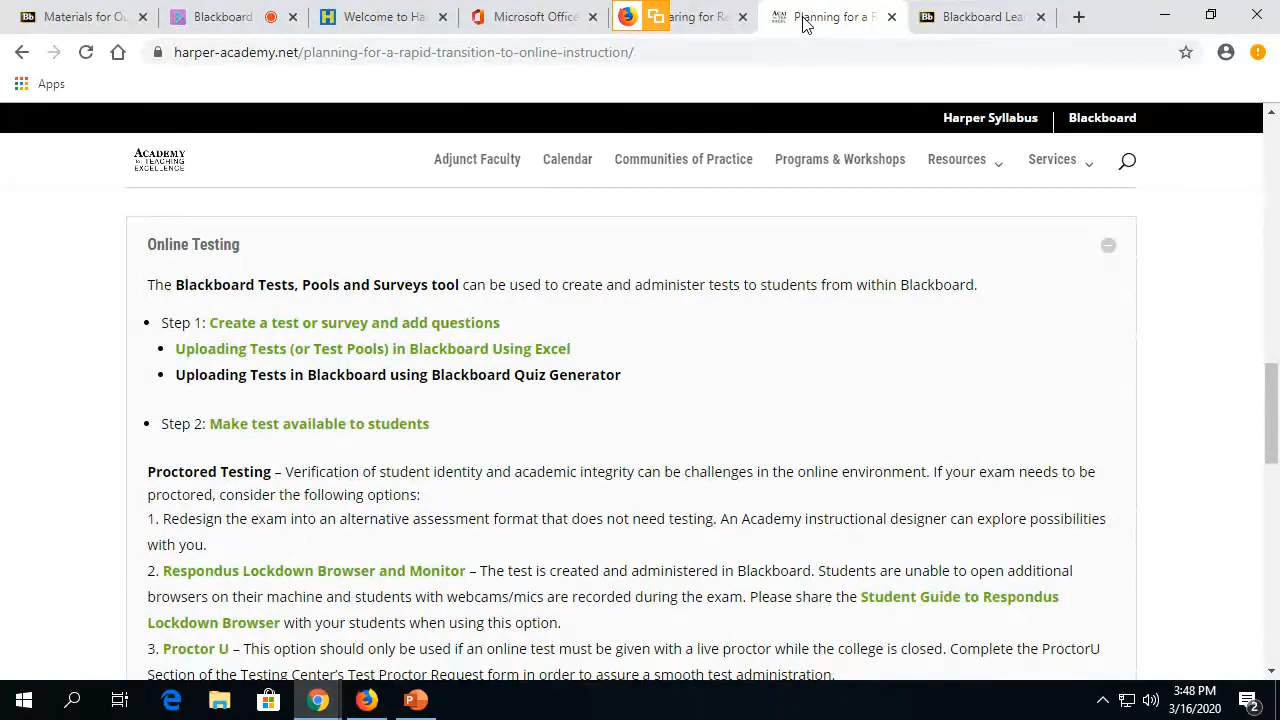 Materials for Ou
Blackboard
Welcome to Ha
Microsoft Office
aring for Re
Planning for a R
Blackboard Lea
harper-academy.net/planning-for-a-rapid-transition-to-online-instruction/
Apps
Harper Syllabus
Blackboard
ACADEMY
for TEACHING
EXCELLENCE
Adjunct Faculty
Calendar
Communities of Practice
Programs & Workshops
Resources
Services
Online Testing
The Blackboard Tests, Pools and Surveys tool can be used to create and administer tests to students from within Blackboard.
• Step 1: Create a test or survey and add questions
• Uploading Tests (or Test Pools) in Blackboard Using Excel
• Uploading Tests in Blackboard using Blackboard Quiz Generator
• Step 2: Make test available to students
Proctored Testing – Verification of student identity and academic integrity can be challenges in the online environment. If your exam needs to be
proctored, consider the following options:
1. Redesign the exam into an alternative assessment format that does not need testing. An Academy instructional designer can explore possibilities
with you.
2. Respondus Lockdown Browser and Monitor – The test is created and administered in Blackboard. Students are unable to open additional
browsers on their machine and students with webcams/mics are recorded during the exam. Please share the Student Guide to Respondus
Lockdown Browser with your students when using this option.
3. Proctor U – This option should only be used if an online test must be given with a live proctor while the college is closed. Complete the ProctorU
Section of the Testing Center's Test Proctor Request form in order to assure a smooth test administration.
3:48 PM
3/16/2020
2